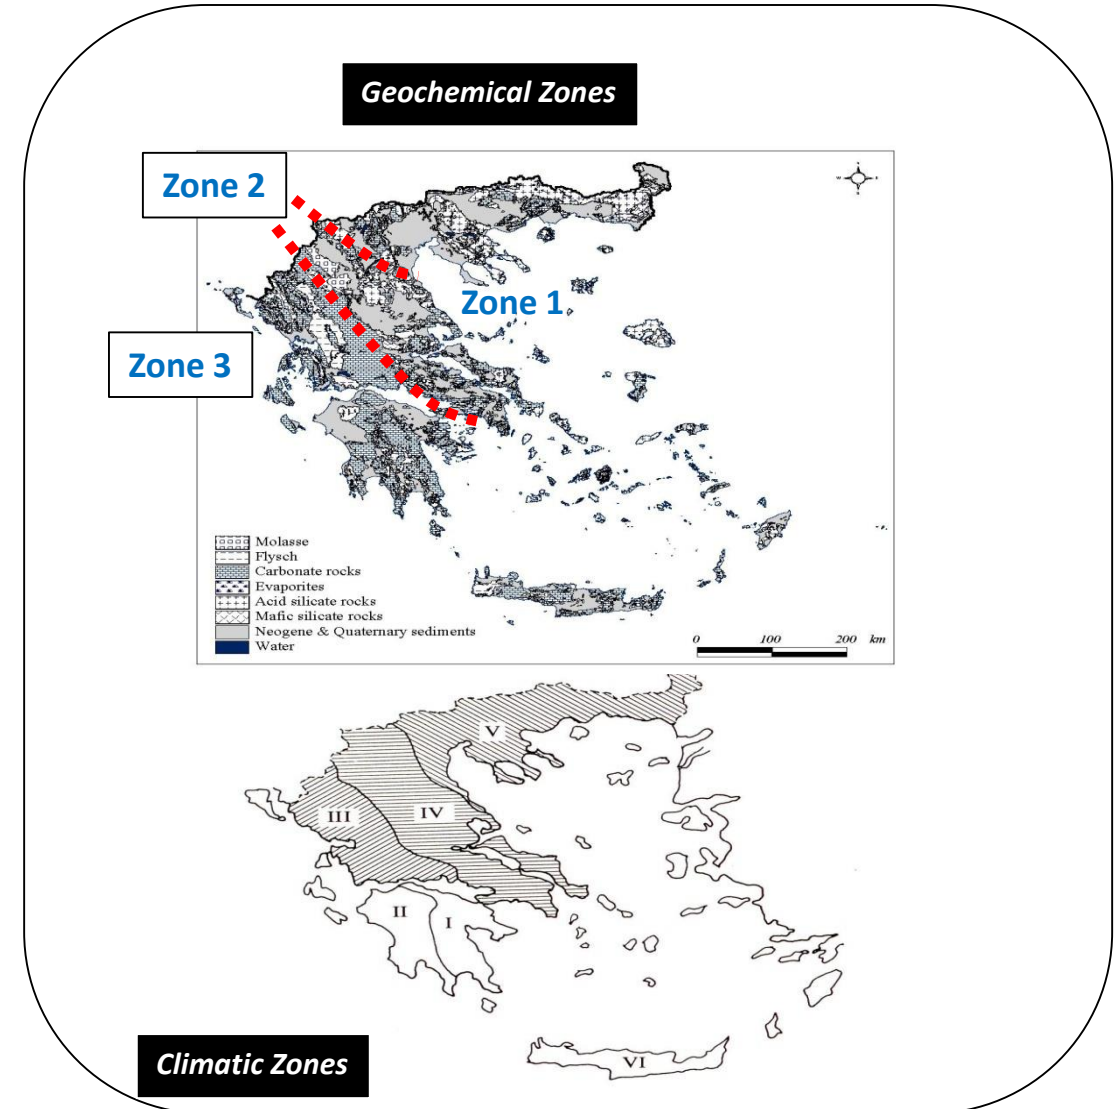 Geochemical Zones
Zone 2
Zone 1
Zone 3
Molasse
Flysch
Carbonate rocks
Evaporites
Acid silicate rocks
Mafic silicate rocks
Neogene & Quaternary sediments
Water
0 100 200 km
V
IV
III
II
I
VI
Climatic Zones